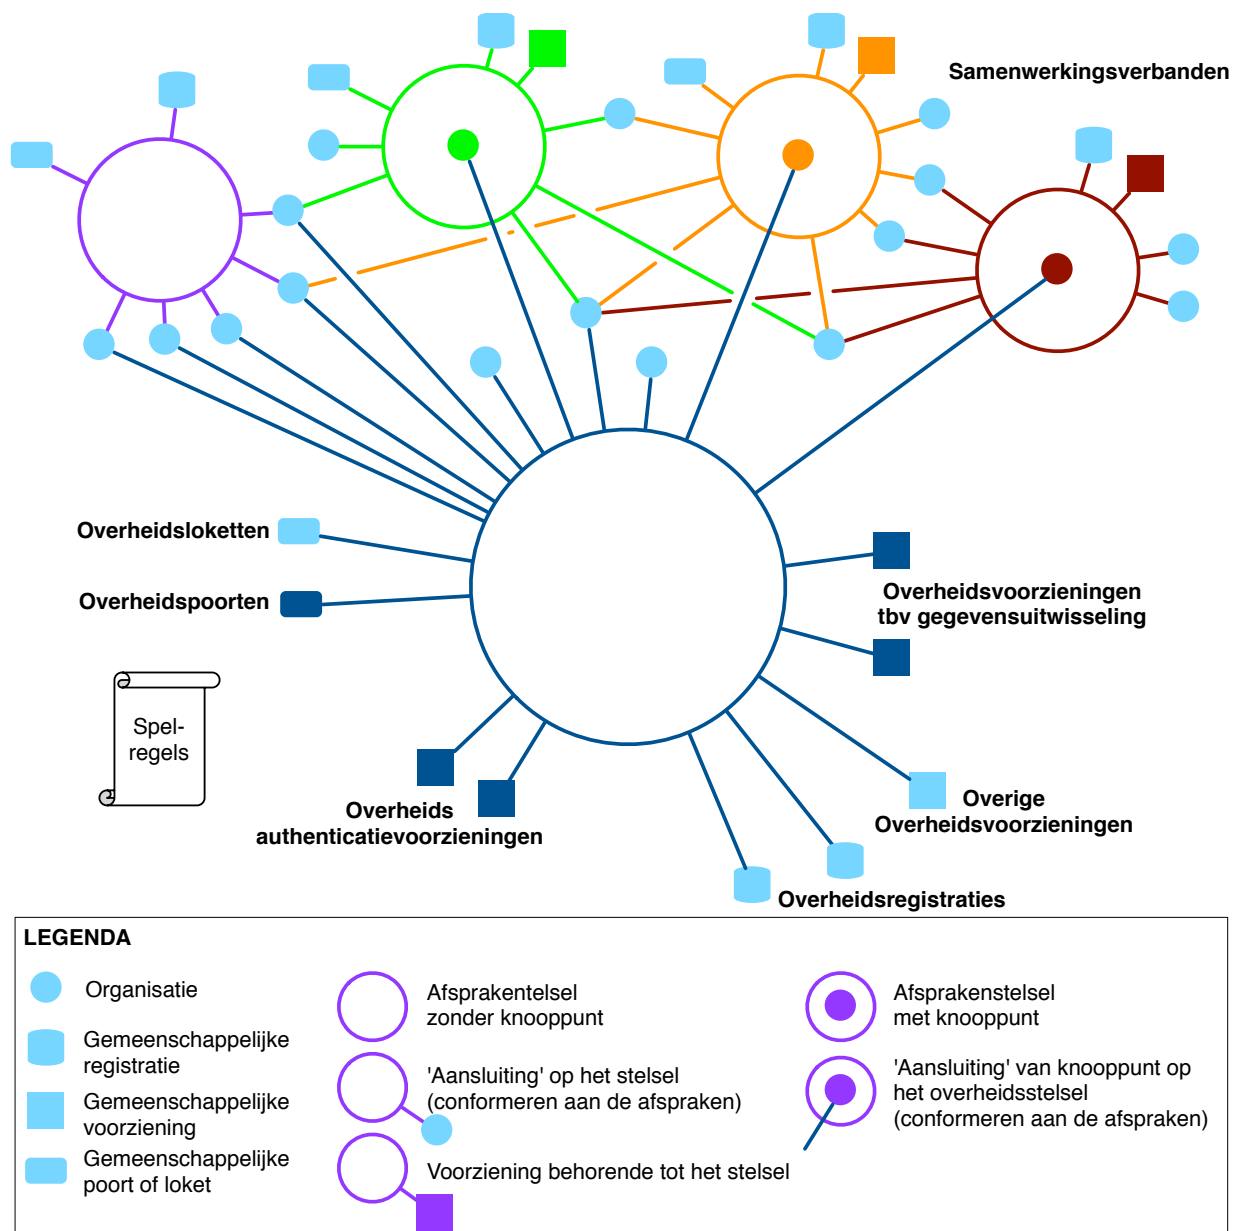 Samenwerkingsverbanden
Overheidsloketten
Overheidspoorten
Overheidsvoorzieningen
tbv gegevensuitwisseling
Spel-
regels
Overheids
authenticatievoorzieningen
Overige
Overheidsvoorzieningen
Overheidsregistraties
LEGENDA
Organisatie
Gemeenschappelijke
registratie
Gemeenschappelijke
voorziening
Gemeenschappelijke
poort of loket
Afsprakentelsel
zonder knooppunt
'Aansluiting' op het stelsel
(conformeren aan de afspraken)
Voorziening behorende tot het stelsel
Afsprakenstelsel
met knooppunt
'Aansluiting' van knooppunt op
het overheidsstelsel
(conformeren aan de afspraken)